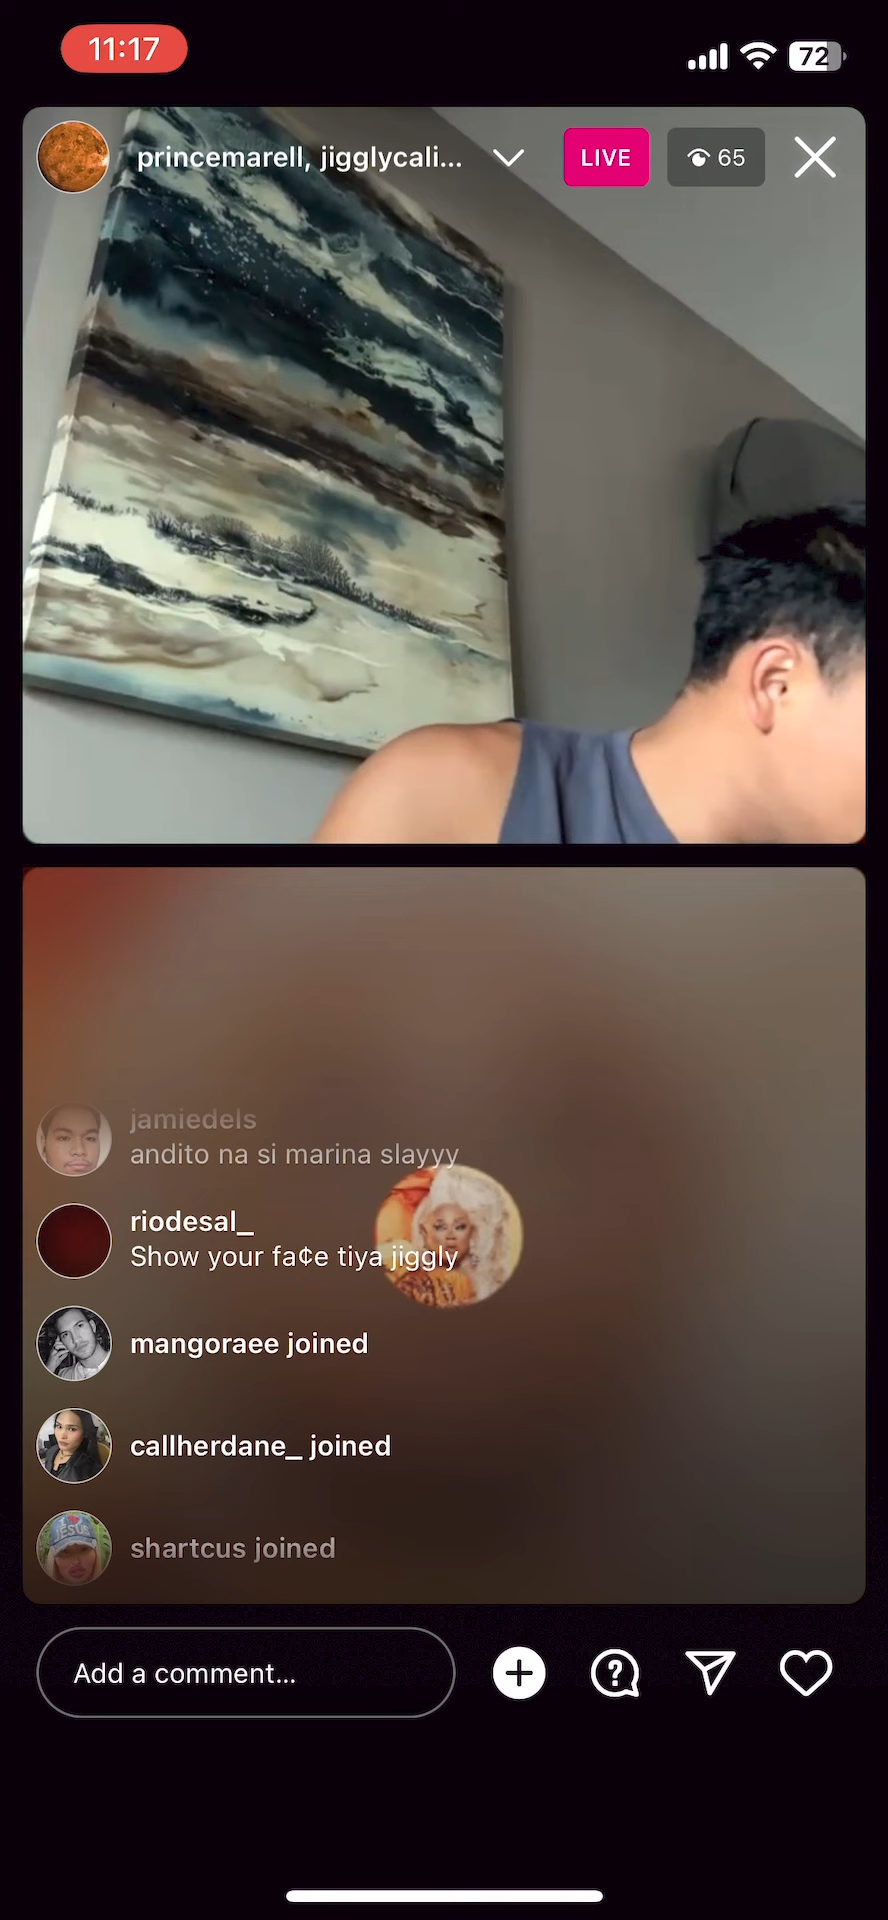 11:17
72
princemarell, jigglycali...
LIVE
65
jamiedels
andito na si marina slayyy
riodesal_
Show your fa¢e tiya jiggly
mangoraee joined
callherdane_ joined
I ❤ JESUS
shartcus joined
Add a comment...